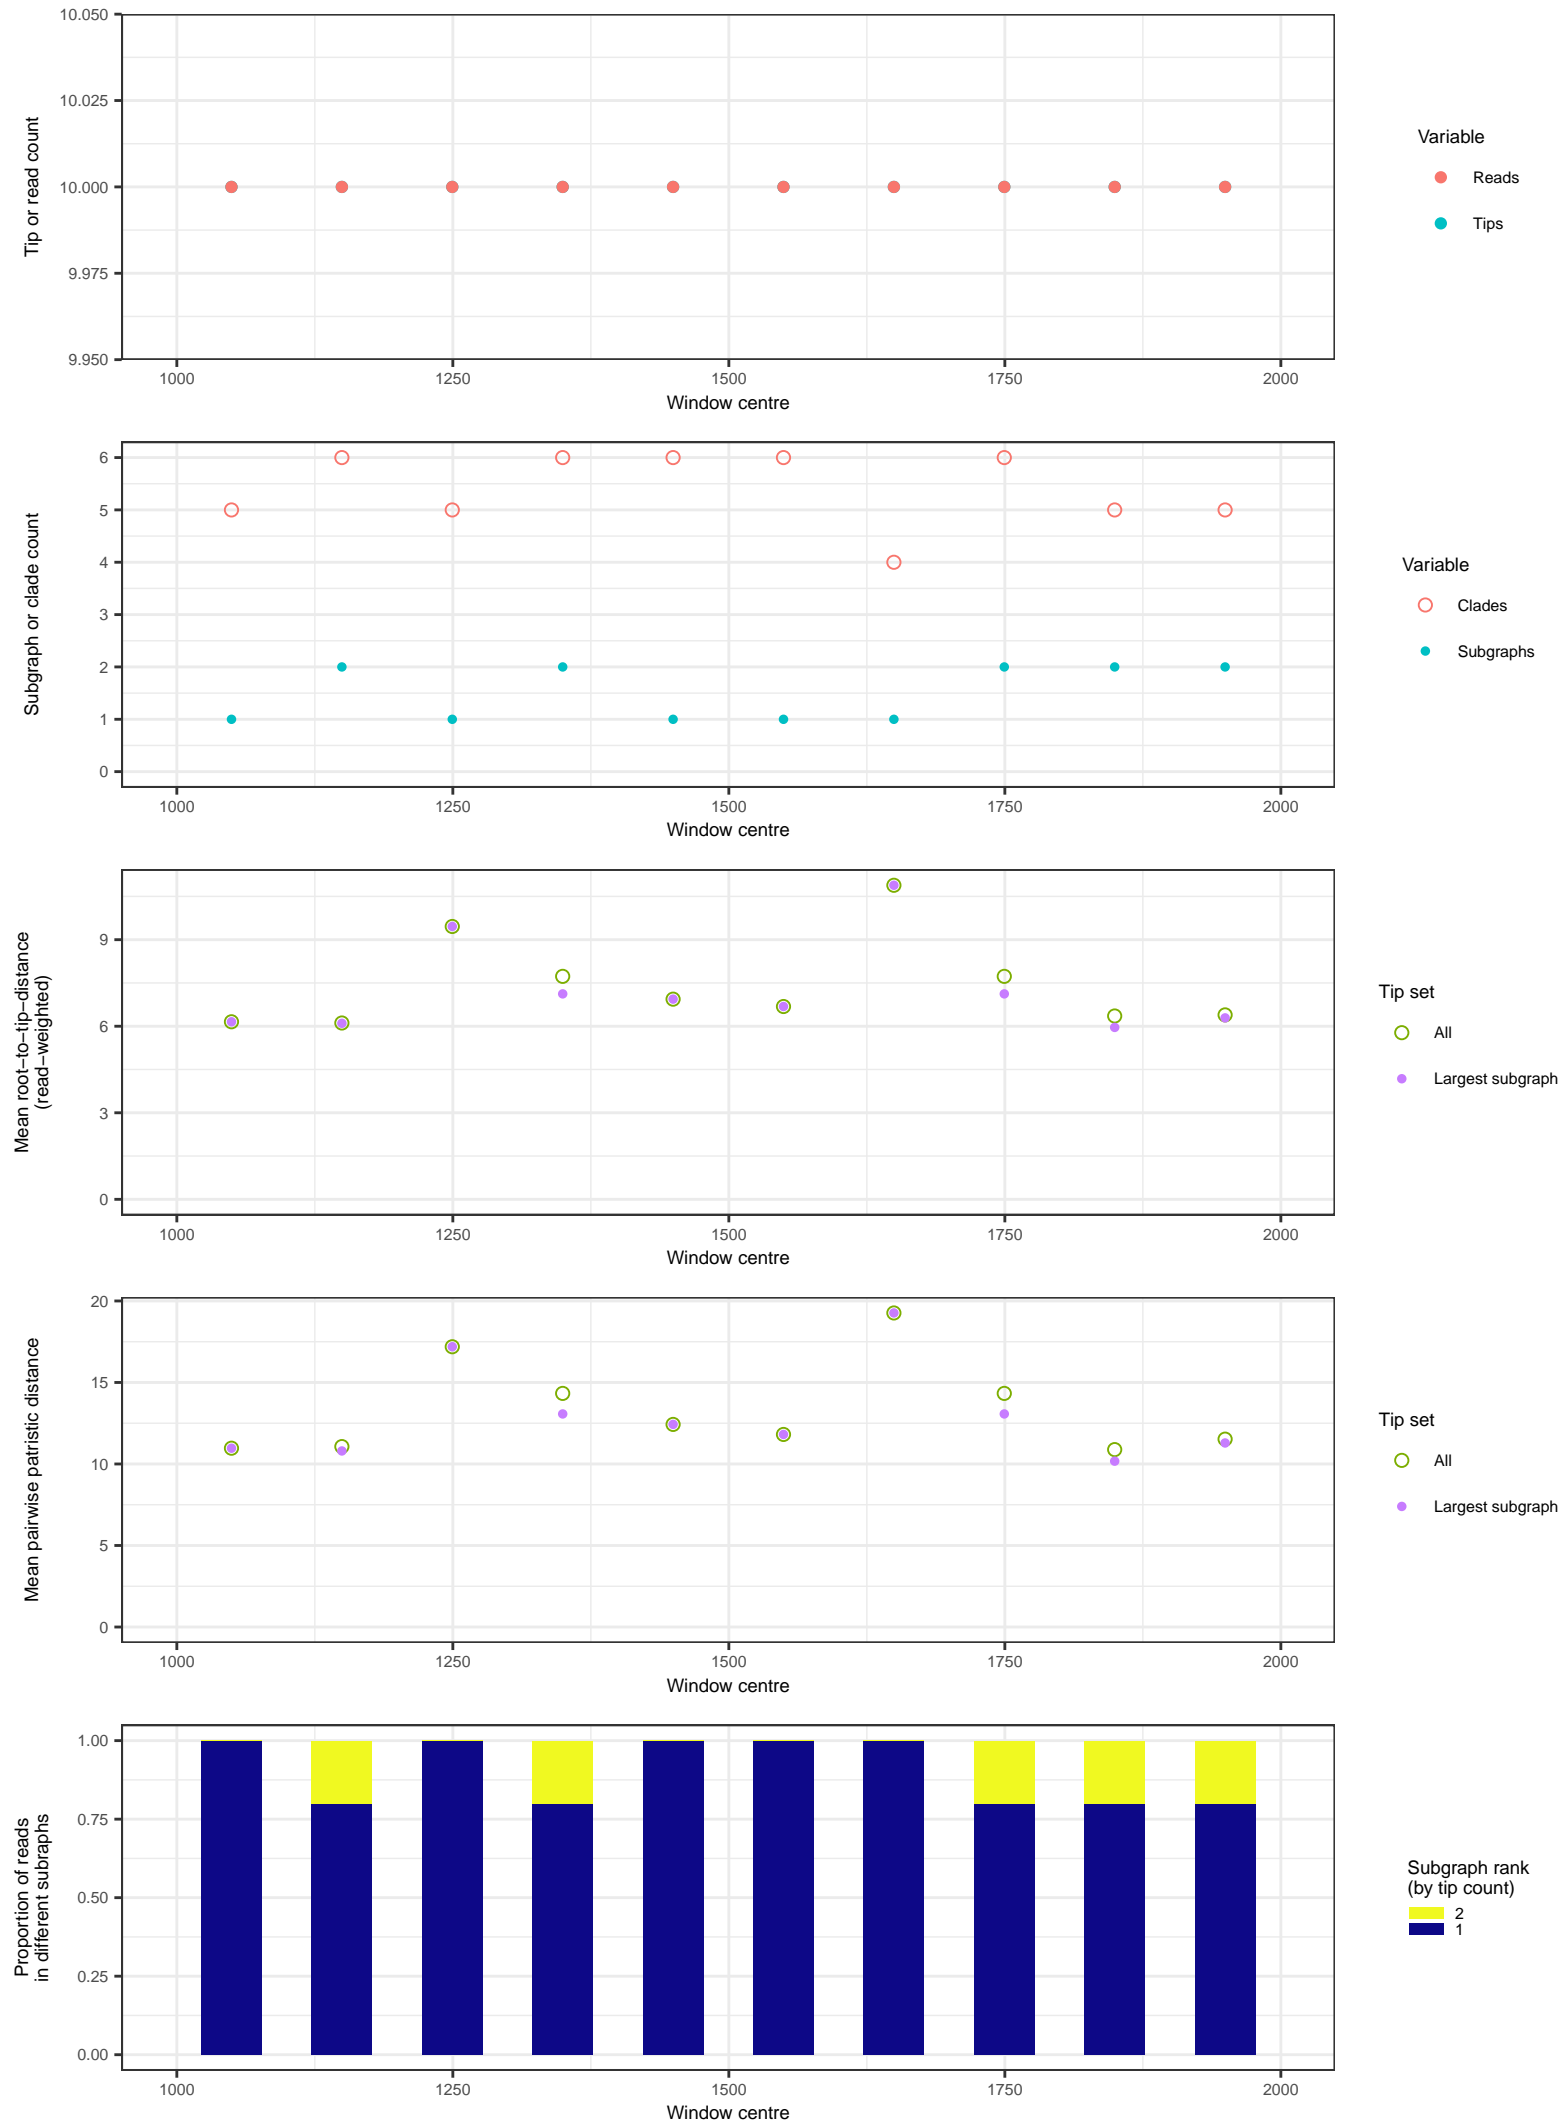 10.050
10.025
10.000
9.975
9.950
Tip or read count
1000 1250 1500 1750 2000
Window centre
Variable
Reads
Tips
6
5
4
3
2
1
0
Subgraph or clade count
1000 1250 1500 1750 2000
Window centre
Variable
Clades
Subgraphs
9
6
3
0
Mean root−to−tip−distance
(read−weighted)
1000 1250 1500 1750 2000
Window centre
Tip set
All
Largest subgraph
20
15
10
5
0
Mean pairwise patristic distance
1000 1250 1500 1750 2000
Window centre
Tip set
All
Largest subgraph
1.00
0.75
0.50
0.25
0.00
Proportion of reads
in different subraphs
1000 1250 1500 1750 2000
Window centre
Subgraph rank
(by tip count)
2
1